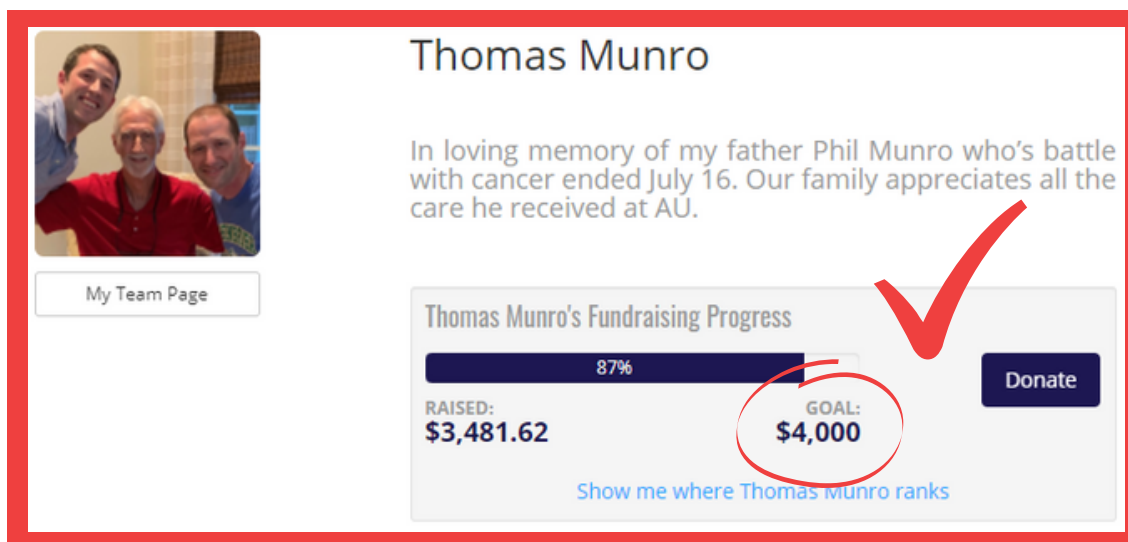 Thomas Munro
In loving memory of my father Phil Munro who's battle
with cancer ended July 16. Our family appreciates all the
care he received at AU.
My Team Page
Thomas Munro's Fundraising Progress
87%
Donate
RAISED:
GOAL:
$3,481.62
$4,000
Show me where Thomas Munro ranks